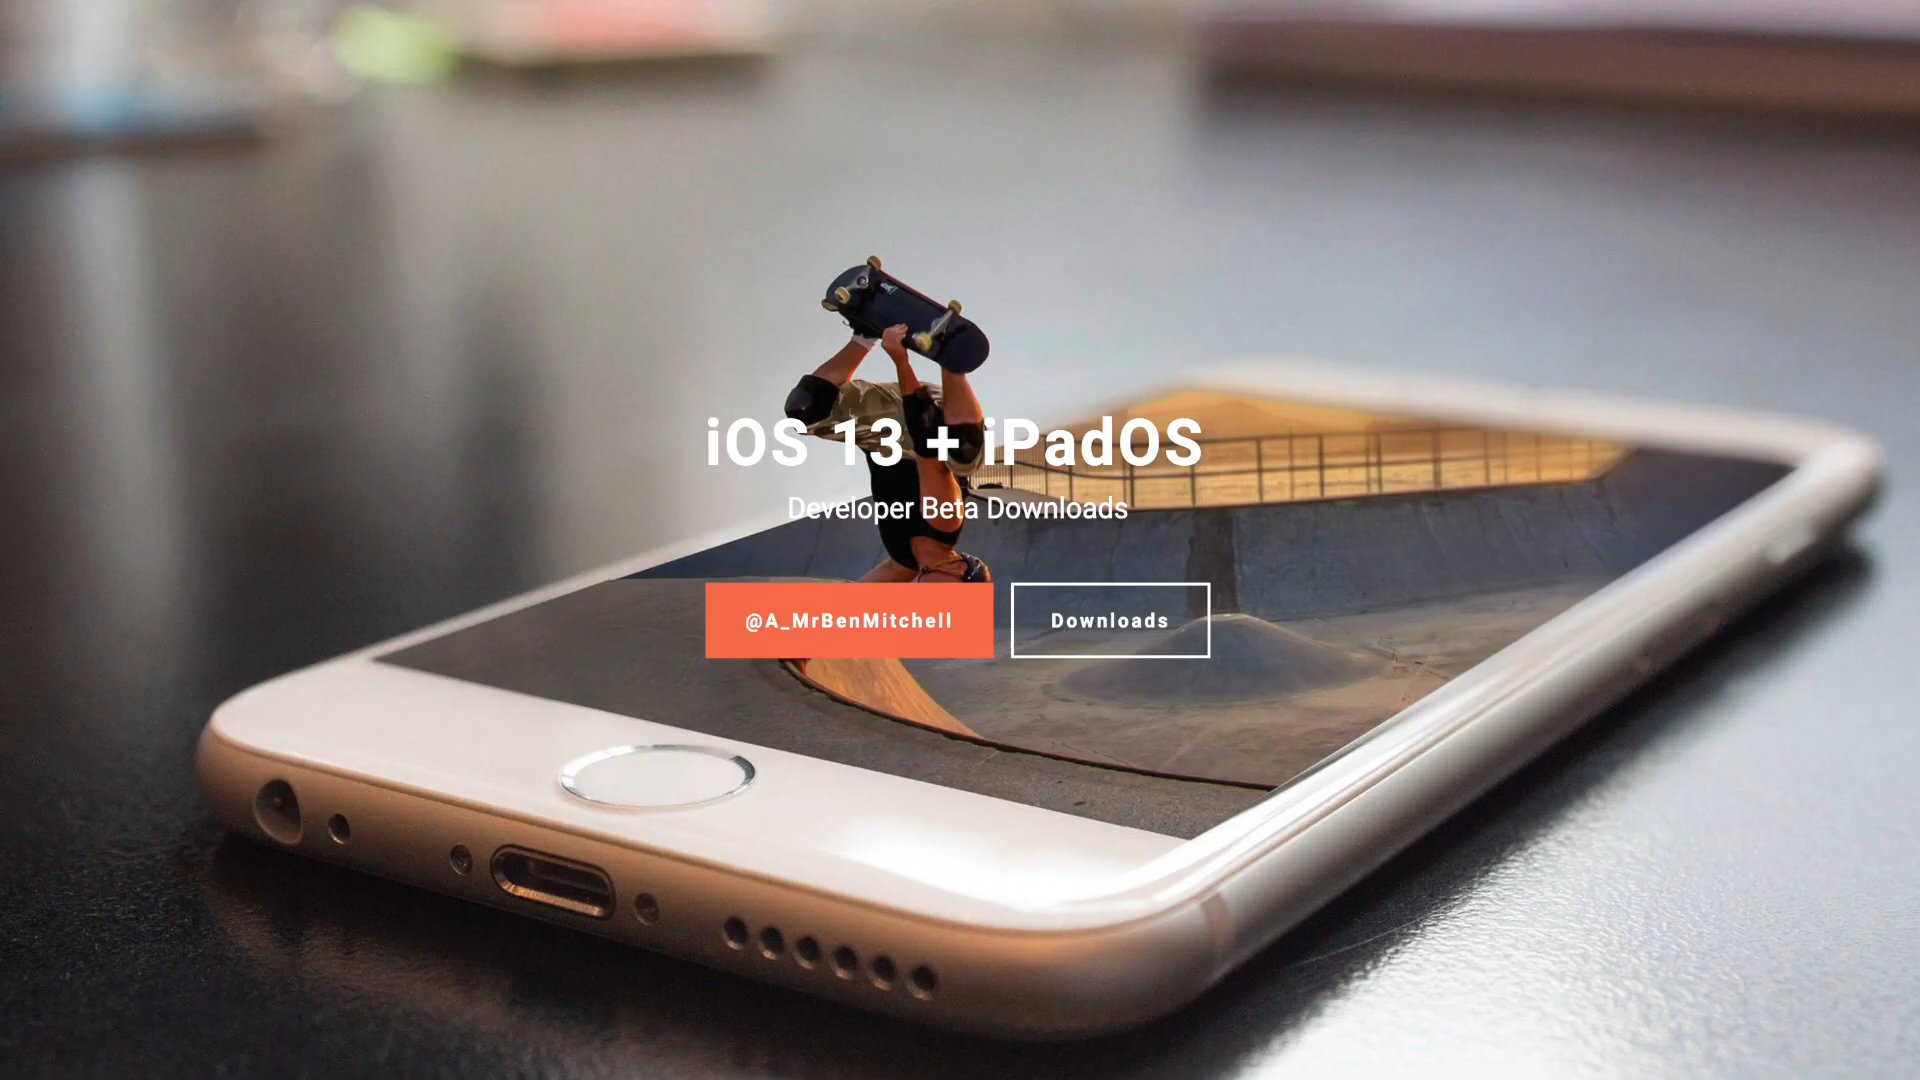 iOS 13 + iPadOS
Developer Beta Downloads
@A_MrBenMitchell
Downloads